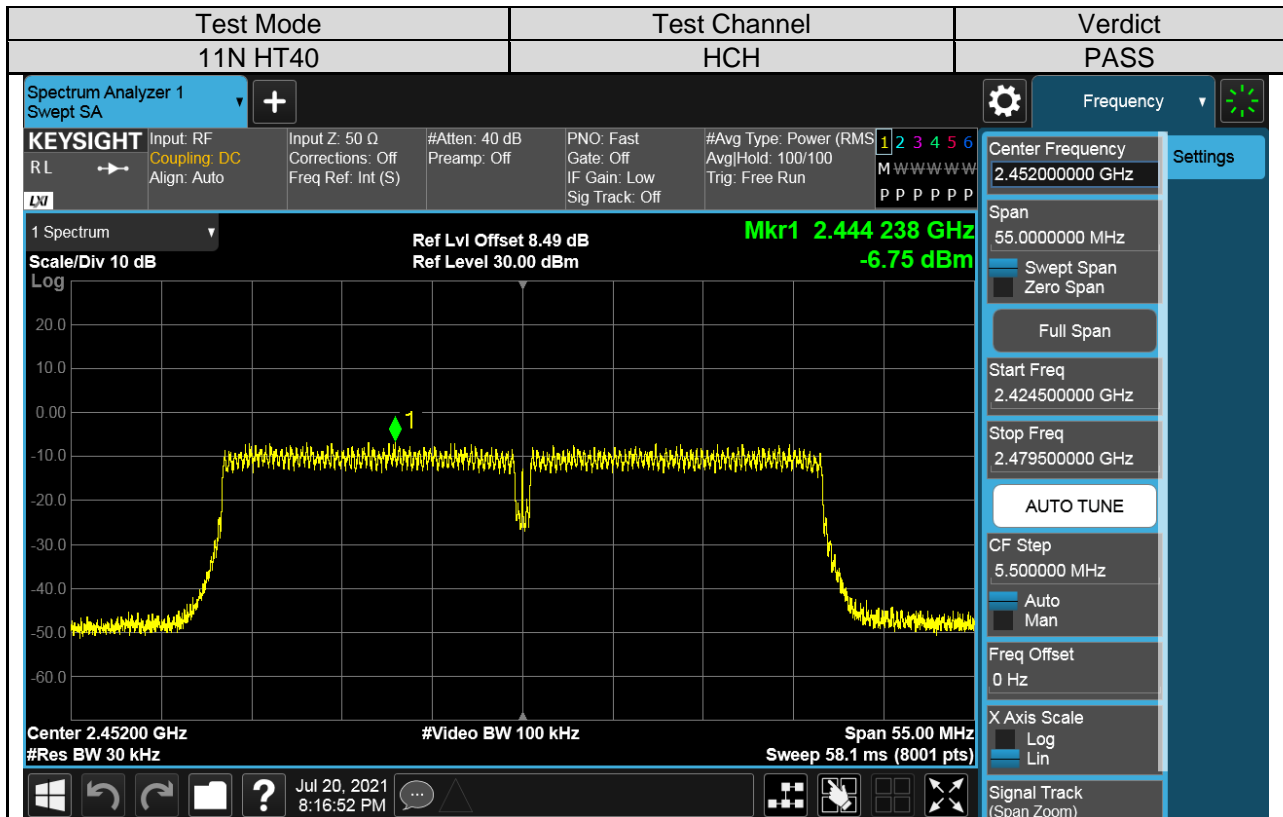 Test Mode Test Channel Verdict
11N HT40 HCH PASS
Spectrum Analyzer 1
Swept SA
Frequency
KEYSIGHT Input: RF Input Z: 50 Ω #Atten: 40 dB PNO: Fast #Avg Type: Power (RMS 1 2 3 4 5 6
R L Coupling: DC Corrections: Off Preamp: Off Gate: Off Avg|Hold: 100/100 M W W W W W
Align: Auto Freq Ref: Int (S) IF Gain: Low Trig: Free Run
LXI Sig Track: Off P P P P P P
1 Spectrum Ref Lvl Offset 8.49 dB Mkr1 2.444 238 GHz
Scale/Div 10 dB Ref Level 30.00 dBm -6.75 dBm
Log
20.0
10.0
0.00
1
-10.0
-20.0
-30.0
-40.0
-50.0
-60.0
Center 2.45200 GHz #Video BW 100 kHz Span 55.00 MHz
#Res BW 30 kHz Sweep 58.1 ms (8001 pts)
Jul 20, 2021
8:16:52 PM
Center Frequency
2.452000000 GHz
Settings
Span
55.0000000 MHz
Swept Span
Zero Span
Full Span
Start Freq
2.424500000 GHz
Stop Freq
2.479500000 GHz
AUTO TUNE
CF Step
5.500000 MHz
Auto
Man
Freq Offset
0 Hz
X Axis Scale
Log
Lin
Signal Track
(Span Zoom)